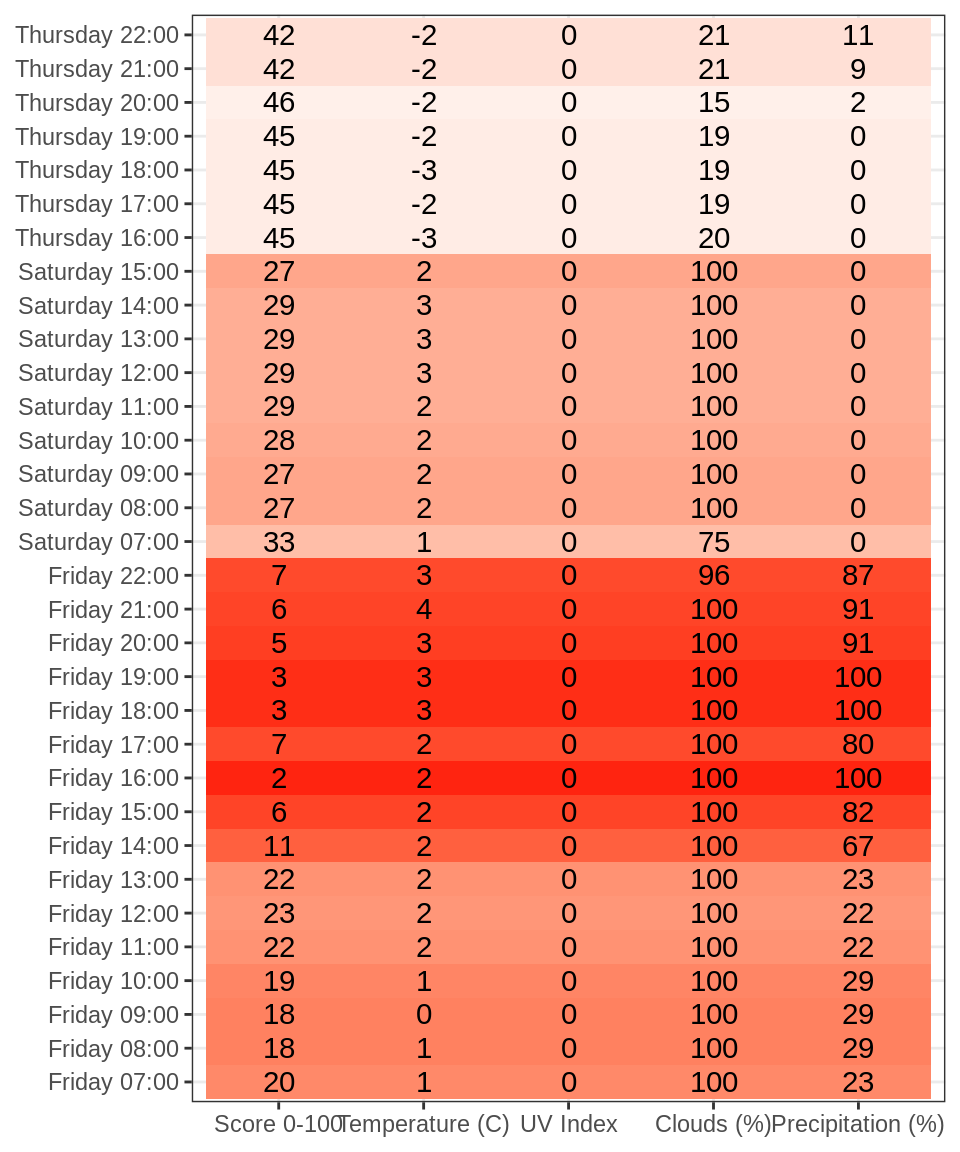 Thursday 22:00 42 -2 0 21 11
Thursday 21:00 42 -2 0 21 9
Thursday 20:00 46 -2 0 15 2
Thursday 19:00 45 -2 0 19 0
Thursday 18:00 45 -3 0 19 0
Thursday 17:00 45 -2 0 19 0
Thursday 16:00 45 -3 0 20 0
Saturday 15:00 27 2 0 100 0
Saturday 14:00 29 3 0 100 0
Saturday 13:00 29 3 0 100 0
Saturday 12:00 29 3 0 100 0
Saturday 11:00 29 2 0 100 0
Saturday 10:00 28 2 0 100 0
Saturday 09:00 27 2 0 100 0
Saturday 08:00 27 2 0 100 0
Saturday 07:00 33 1 0 75 0
Friday 22:00 7 3 0 96 87
Friday 21:00 6 4 0 100 91
Friday 20:00 5 3 0 100 91
Friday 19:00 3 3 0 100 100
Friday 18:00 3 3 0 100 100
Friday 17:00 7 2 0 100 80
Friday 16:00 2 2 0 100 100
Friday 15:00 6 2 0 100 82
Friday 14:00 11 2 0 100 67
Friday 13:00 22 2 0 100 23
Friday 12:00 23 2 0 100 22
Friday 11:00 22 2 0 100 22
Friday 10:00 19 1 0 100 29
Friday 09:00 18 0 0 100 29
Friday 08:00 18 1 0 100 29
Friday 07:00 20 1 0 100 23
Score 0-100 Temperature (C) UV Index Clouds (%) Precipitation (%)